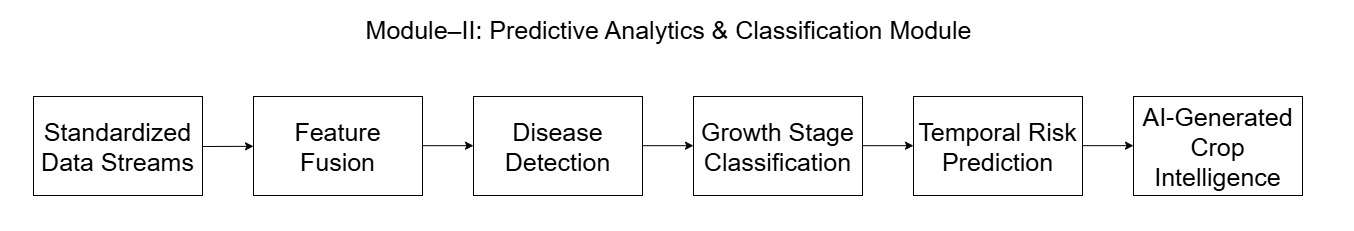 Module–II: Predictive Analytics & Classification Module
Standardized
Data Streams
Feature
Fusion
Disease
Detection
Growth Stage
Classification
Temporal Risk
Prediction
AI-Generated
Crop
Intelligence